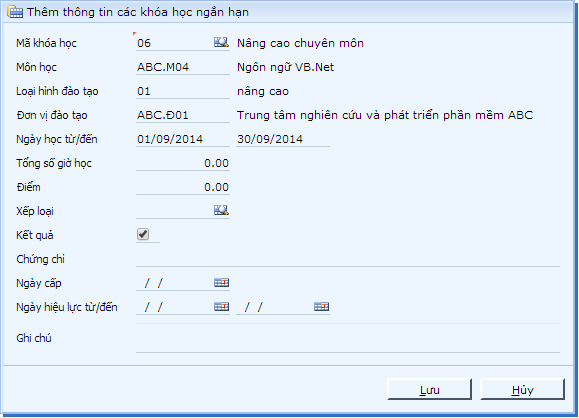 Thêm thông tin các khóa học ngắn hạn
Mã khóa học 06 Nâng cao chuyên môn
Môn học ABC.M04 Ngôn ngữ VB.Net
Loại hình đào tạo 01 nâng cao
Đơn vị đào tạo ABC.Đ01 Trung tâm nghiên cứu và phát triển phần mềm ABC
Ngày học từ/đến 01/09/2014 30/09/2014
Tổng số giờ học 0.00
Điểm 0.00
Xếp loại
Kết quả
Chứng chỉ
Ngày cấp / /
Ngày hiệu lực từ/đến / / / /
Ghi chú
Lưu Hủy